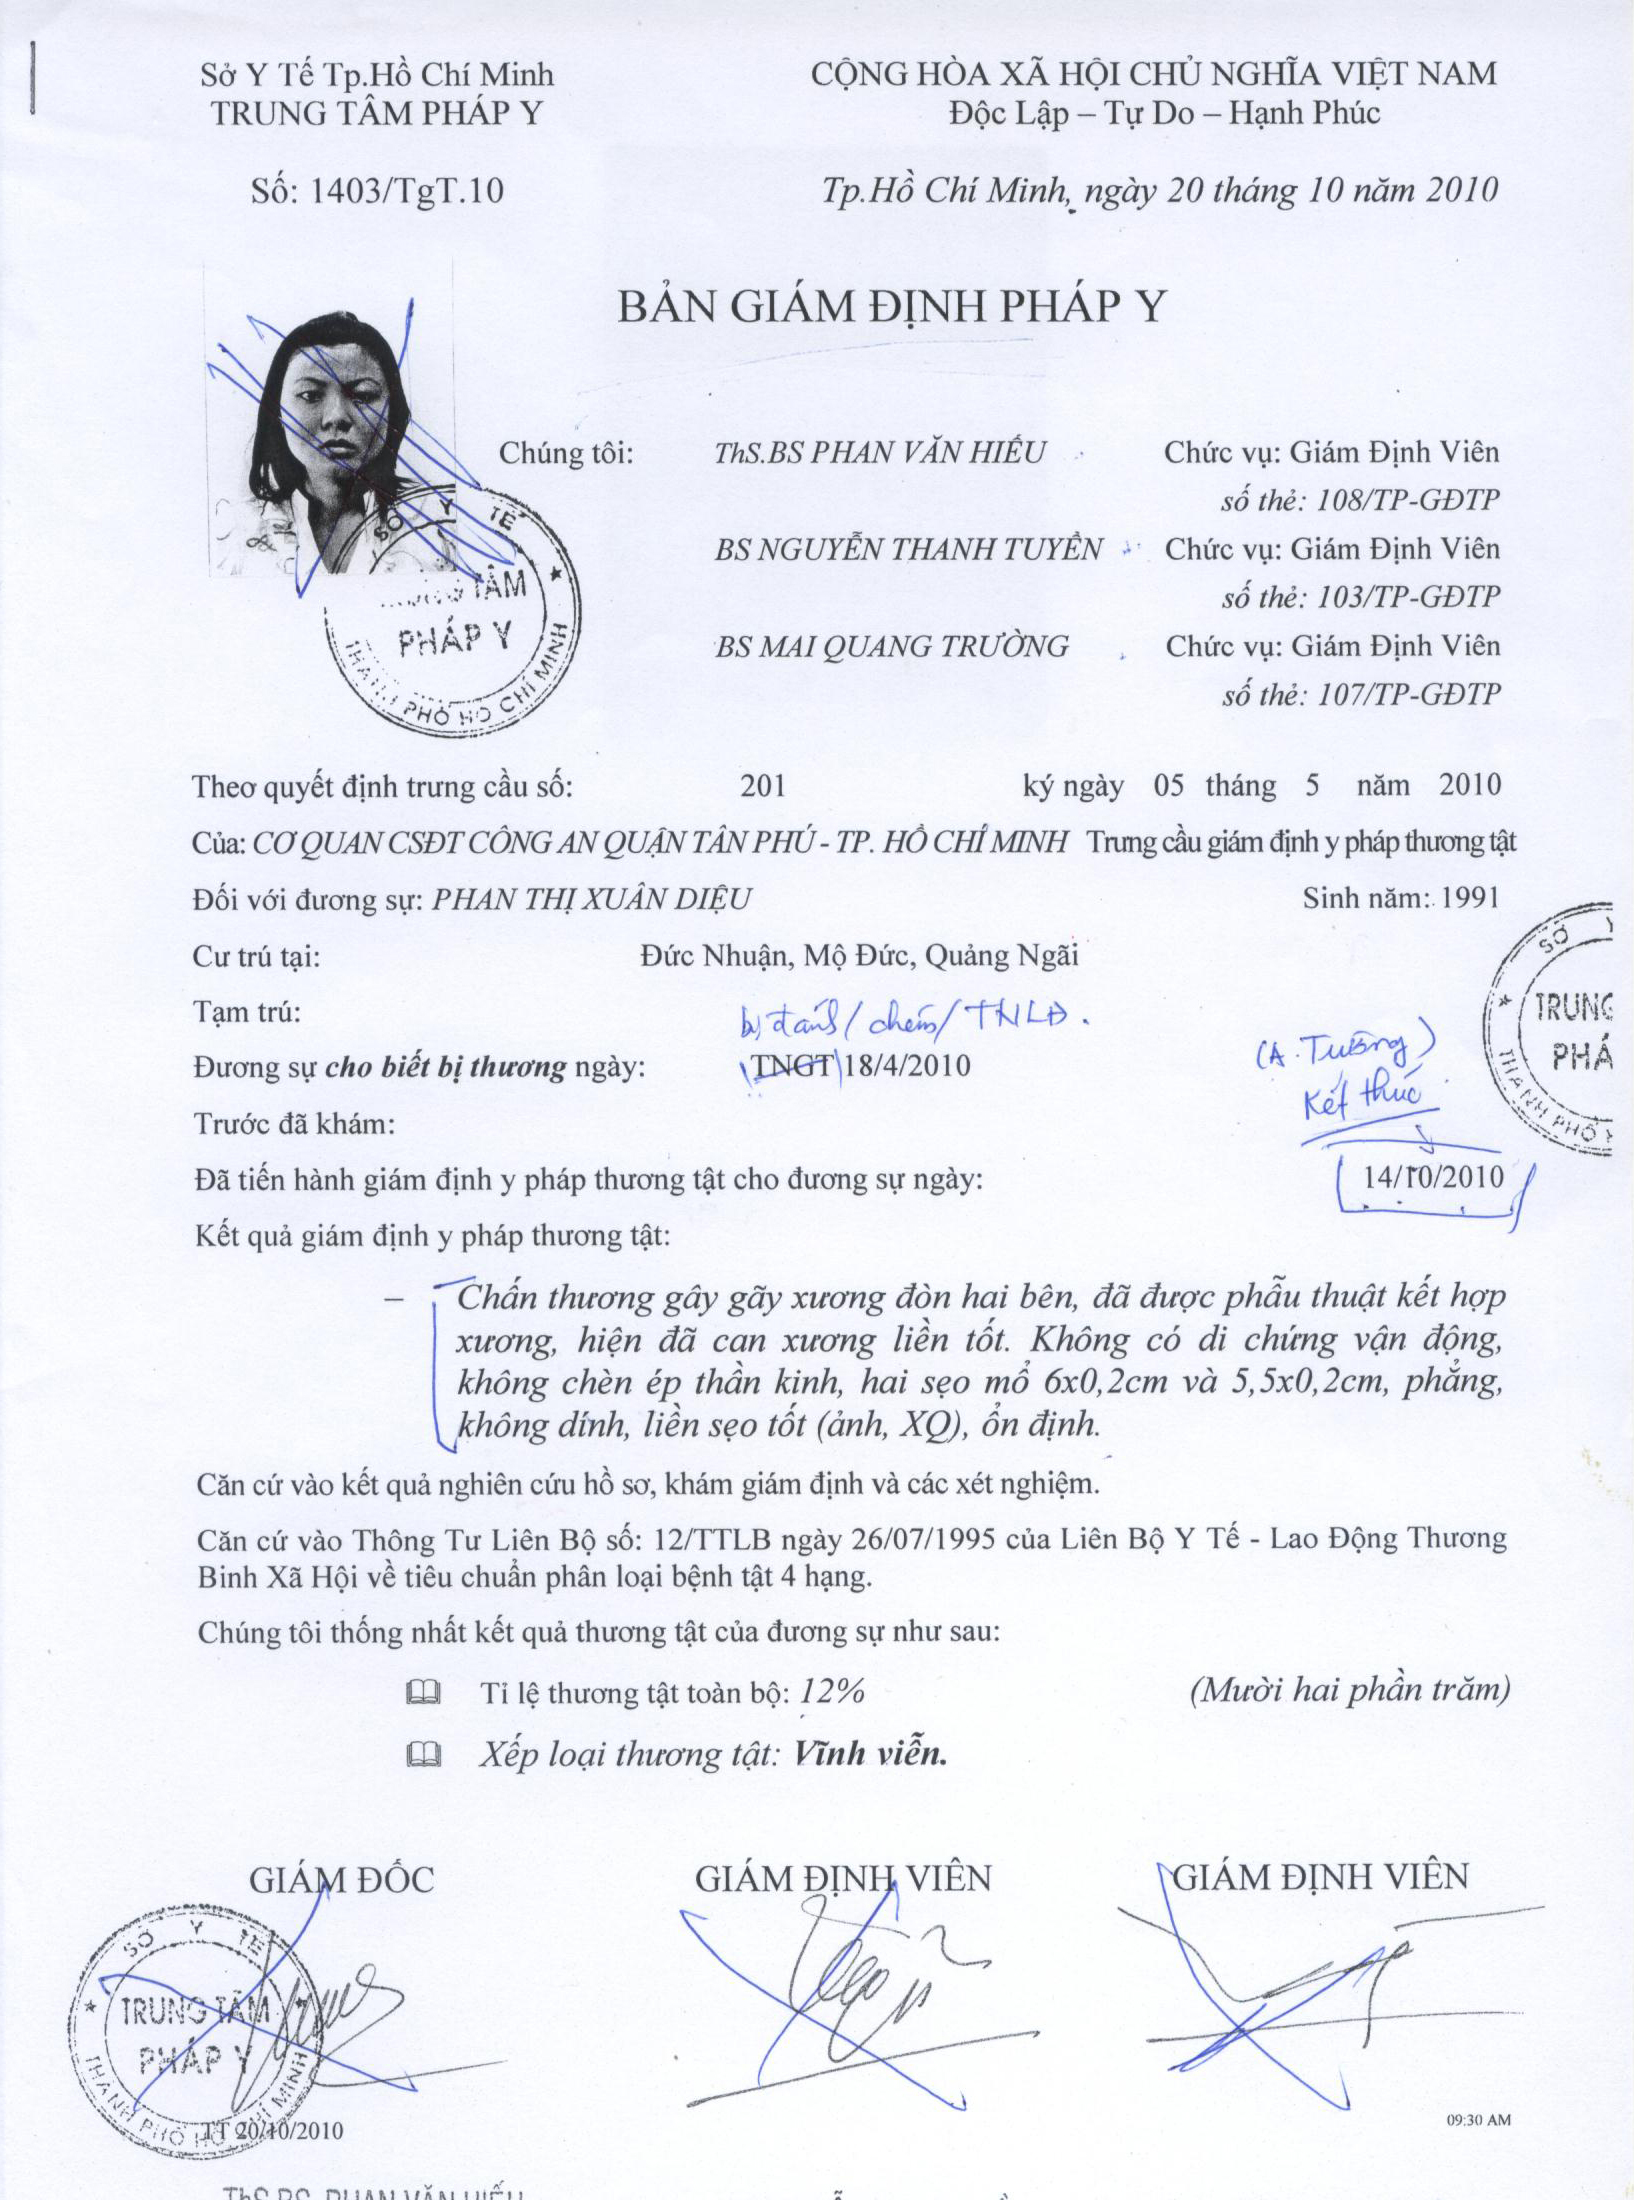 Sở Y Tế Tp.Hồ Chí Minh
TRUNG TÂM PHÁP Y
CỘNG HÒA XÃ HỘI CHỦ NGHĨA VIỆT NAM
Độc Lập – Tự Do – Hạnh Phúc
Số: 1403/TgT.10
Tp.Hồ Chí Minh, ngày 20 tháng 10 năm 2010
BẢN GIÁM ĐỊNH PHÁP Y
Chúng tôi: ThS.BS PHAN VĂN HIẾU Chức vụ: Giám Định Viên
số thẻ: 108/TP-GĐTP
BS NGUYỄN THANH TUYỀN Chức vụ: Giám Định Viên
số thẻ: 103/TP-GĐTP
BS MAI QUANG TRƯỜNG Chức vụ: Giám Định Viên
số thẻ: 107/TP-GĐTP
SỞ Y TẾ
TRUNG TÂM
PHÁP Y
THÀNH PHỐ HỒ CHÍ MINH
Theo quyết định trưng cầu số: 201 ký ngày 05 tháng 5 năm 2010
Của: CƠ QUAN CSĐT CÔNG AN QUẬN TÂN PHÚ - TP. HỒ CHÍ MINH Trưng cầu giám định y pháp thương tật
Đối với đương sự: PHAN THỊ XUÂN DIỆU Sinh năm: 1991
Cư trú tại: Đức Nhuận, Mộ Đức, Quảng Ngãi
SỞ Y
TRUNG
PHÁ
THÀNH PHỐ H
Tạm trú:
bị đánh / chém / TNLĐ.
Đương sự cho biết bị thương ngày: TNGT 18/4/2010
(A. Tường)
Kết thúc
Trước đã khám:
Đã tiến hành giám định y pháp thương tật cho đương sự ngày: 14/10/2010
Kết quả giám định y pháp thương tật:
– Chấn thương gây gãy xương đòn hai bên, đã được phẫu thuật kết hợp
xương, hiện đã can xương liền tốt. Không có di chứng vận động,
không chèn ép thần kinh, hai sẹo mổ 6x0,2cm và 5,5x0,2cm, phẳng,
không dính, liền sẹo tốt (ảnh, XQ), ổn định.
Căn cứ vào kết quả nghiên cứu hồ sơ, khám giám định và các xét nghiệm.
Căn cứ vào Thông Tư Liên Bộ số: 12/TTLB ngày 26/07/1995 của Liên Bộ Y Tế - Lao Động Thương
Binh Xã Hội về tiêu chuẩn phân loại bệnh tật 4 hạng.
Chúng tôi thống nhất kết quả thương tật của đương sự như sau:
Tỉ lệ thương tật toàn bộ: 12% (Mười hai phần trăm)
Xếp loại thương tật: Vĩnh viễn.
GIÁM ĐỐC GIÁM ĐỊNH VIÊN GIÁM ĐỊNH VIÊN
SỞ Y TẾ
TRUNG TÂM
PHÁP Y
THÀNH PHỐ HỒ CHÍ MINH
TT 20/10/2010
09:30 AM
ThS.BS. PHAN VĂN HIẾU